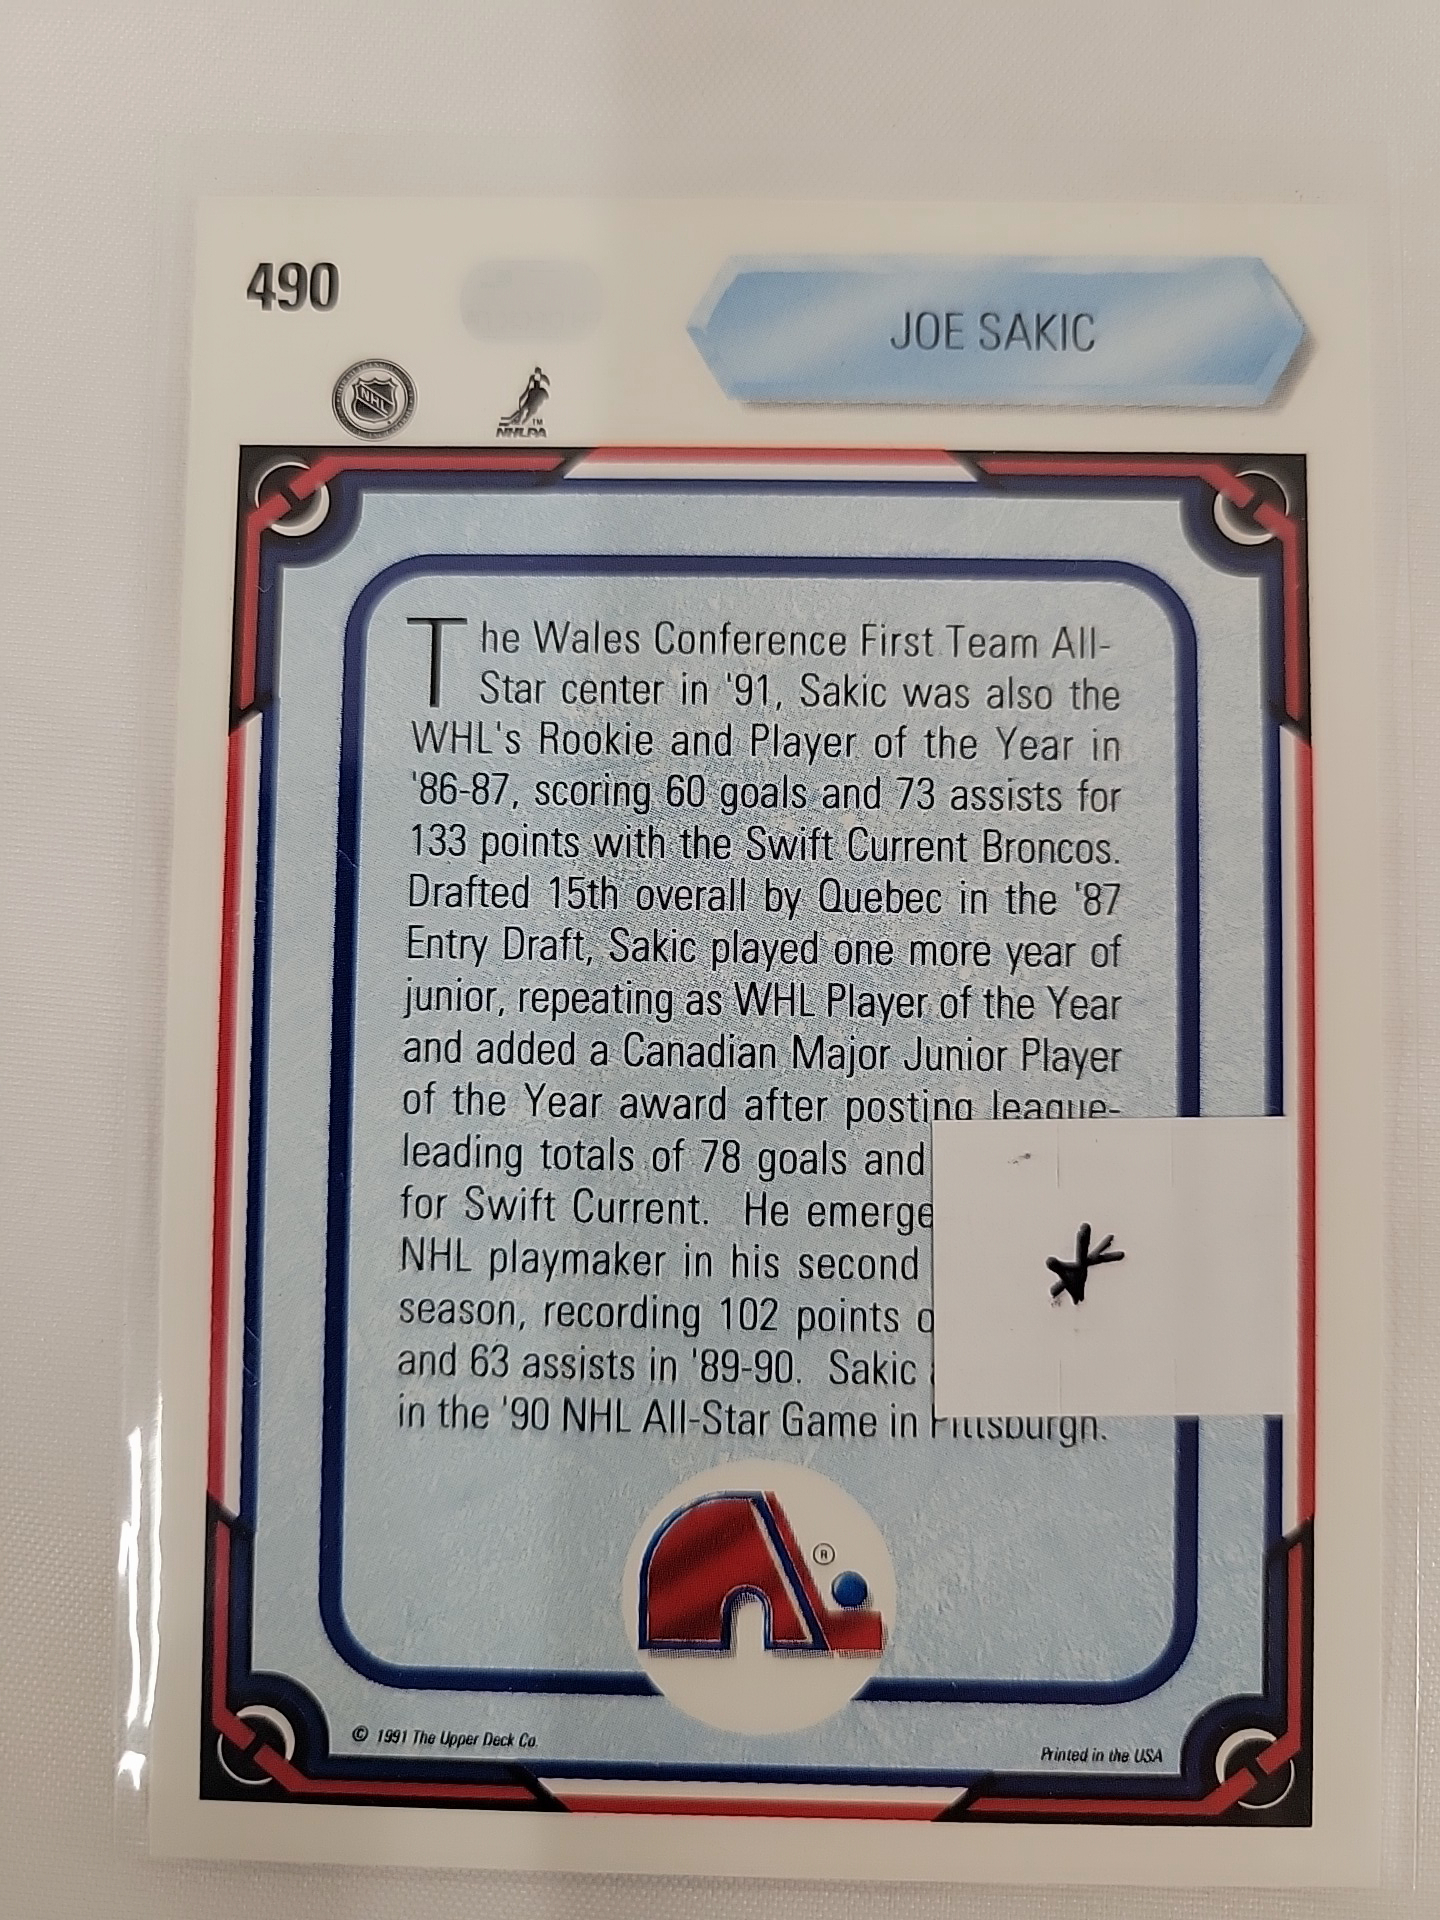 490
JOE SAKIC
NHL
NHLPA
TM
The Wales Conference First Team All-
Star center in '91, Sakic was also the
WHL's Rookie and Player of the Year in
'86-87, scoring 60 goals and 73 assists for
133 points with the Swift Current Broncos.
Drafted 15th overall by Quebec in the '87
Entry Draft, Sakic played one more year of
junior, repeating as WHL Player of the Year
and added a Canadian Major Junior Player
of the Year award after posting league-
leading totals of 78 goals and
for Swift Current. He emerge
NHL playmaker in his second
season, recording 102 points
and 63 assists in '89-90. Sakic
in the '90 NHL All-Star Game in Pittsburgh.
®
© 1991 The Upper Deck Co.
Printed in the USA